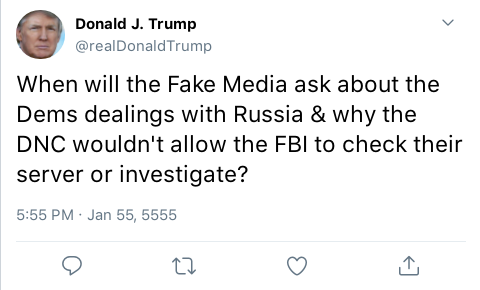 Donald J. Trump
@realDonaldTrump
When will the Fake Media ask about the
Dems dealings with Russia & why the
DNC wouldn't allow the FBI to check their
server or investigate?
5:55 PM · Jan 55, 5555